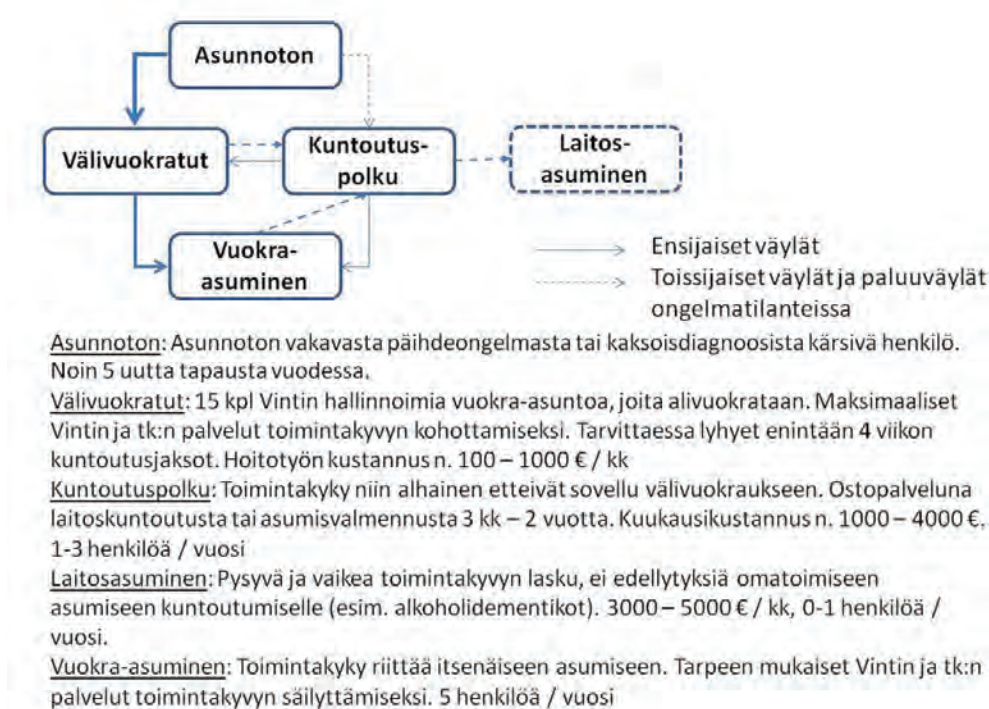 Asunnoton
Välivuokratut
Kuntoutus-
polku
Laitos-
asuminen
Vuokra-
asuminen
Ensijaiset väylät
Toissijaiset väylät ja paluuväylät
ongelmatilanteissa
Asunnoton: Asunnoton vakavasta päihdeongelmasta tai kaksoisdiagnoosista kärsivä henkilö.
Noin 5 uutta tapausta vuodessa.
Välivuokratut: 15 kpl Vintin hallinnoimia vuokra-asuntoa, joita alivuokrataan. Maksimaaliset
Vintin ja tk:n palvelut toimintakyvyn kohottamiseksi. Tarvittaessa lyhyet enintään 4 viikon
kuntoutusjaksot. Hoitotyön kustannus n. 100 – 1000 € / kk
Kuntoutuspolku: Toimintakyky niin alhainen etteivät sovellu välivuokraukseen. Ostopalveluna
laitoskuntoutusta tai asumisvalmennusta 3 kk – 2 vuotta. Kuukausikustannus n. 1000 – 4000 €.
1-3 henkilöä / vuosi
Laitosasuminen: Pysyvä ja vaikea toimintakyvyn lasku, ei edellytyksiä omatoimiseen
asumiseen kuntoutumiselle (esim. alkoholidementikot). 3000 – 5000 € / kk, 0-1 henkilöä /
vuosi.
Vuokra-asuminen: Toimintakyky riittää itsenäiseen asumiseen. Tarpeen mukaiset Vintin ja tk:n
palvelut toimintakyvyn säilyttämiseksi. 5 henkilöä / vuosi